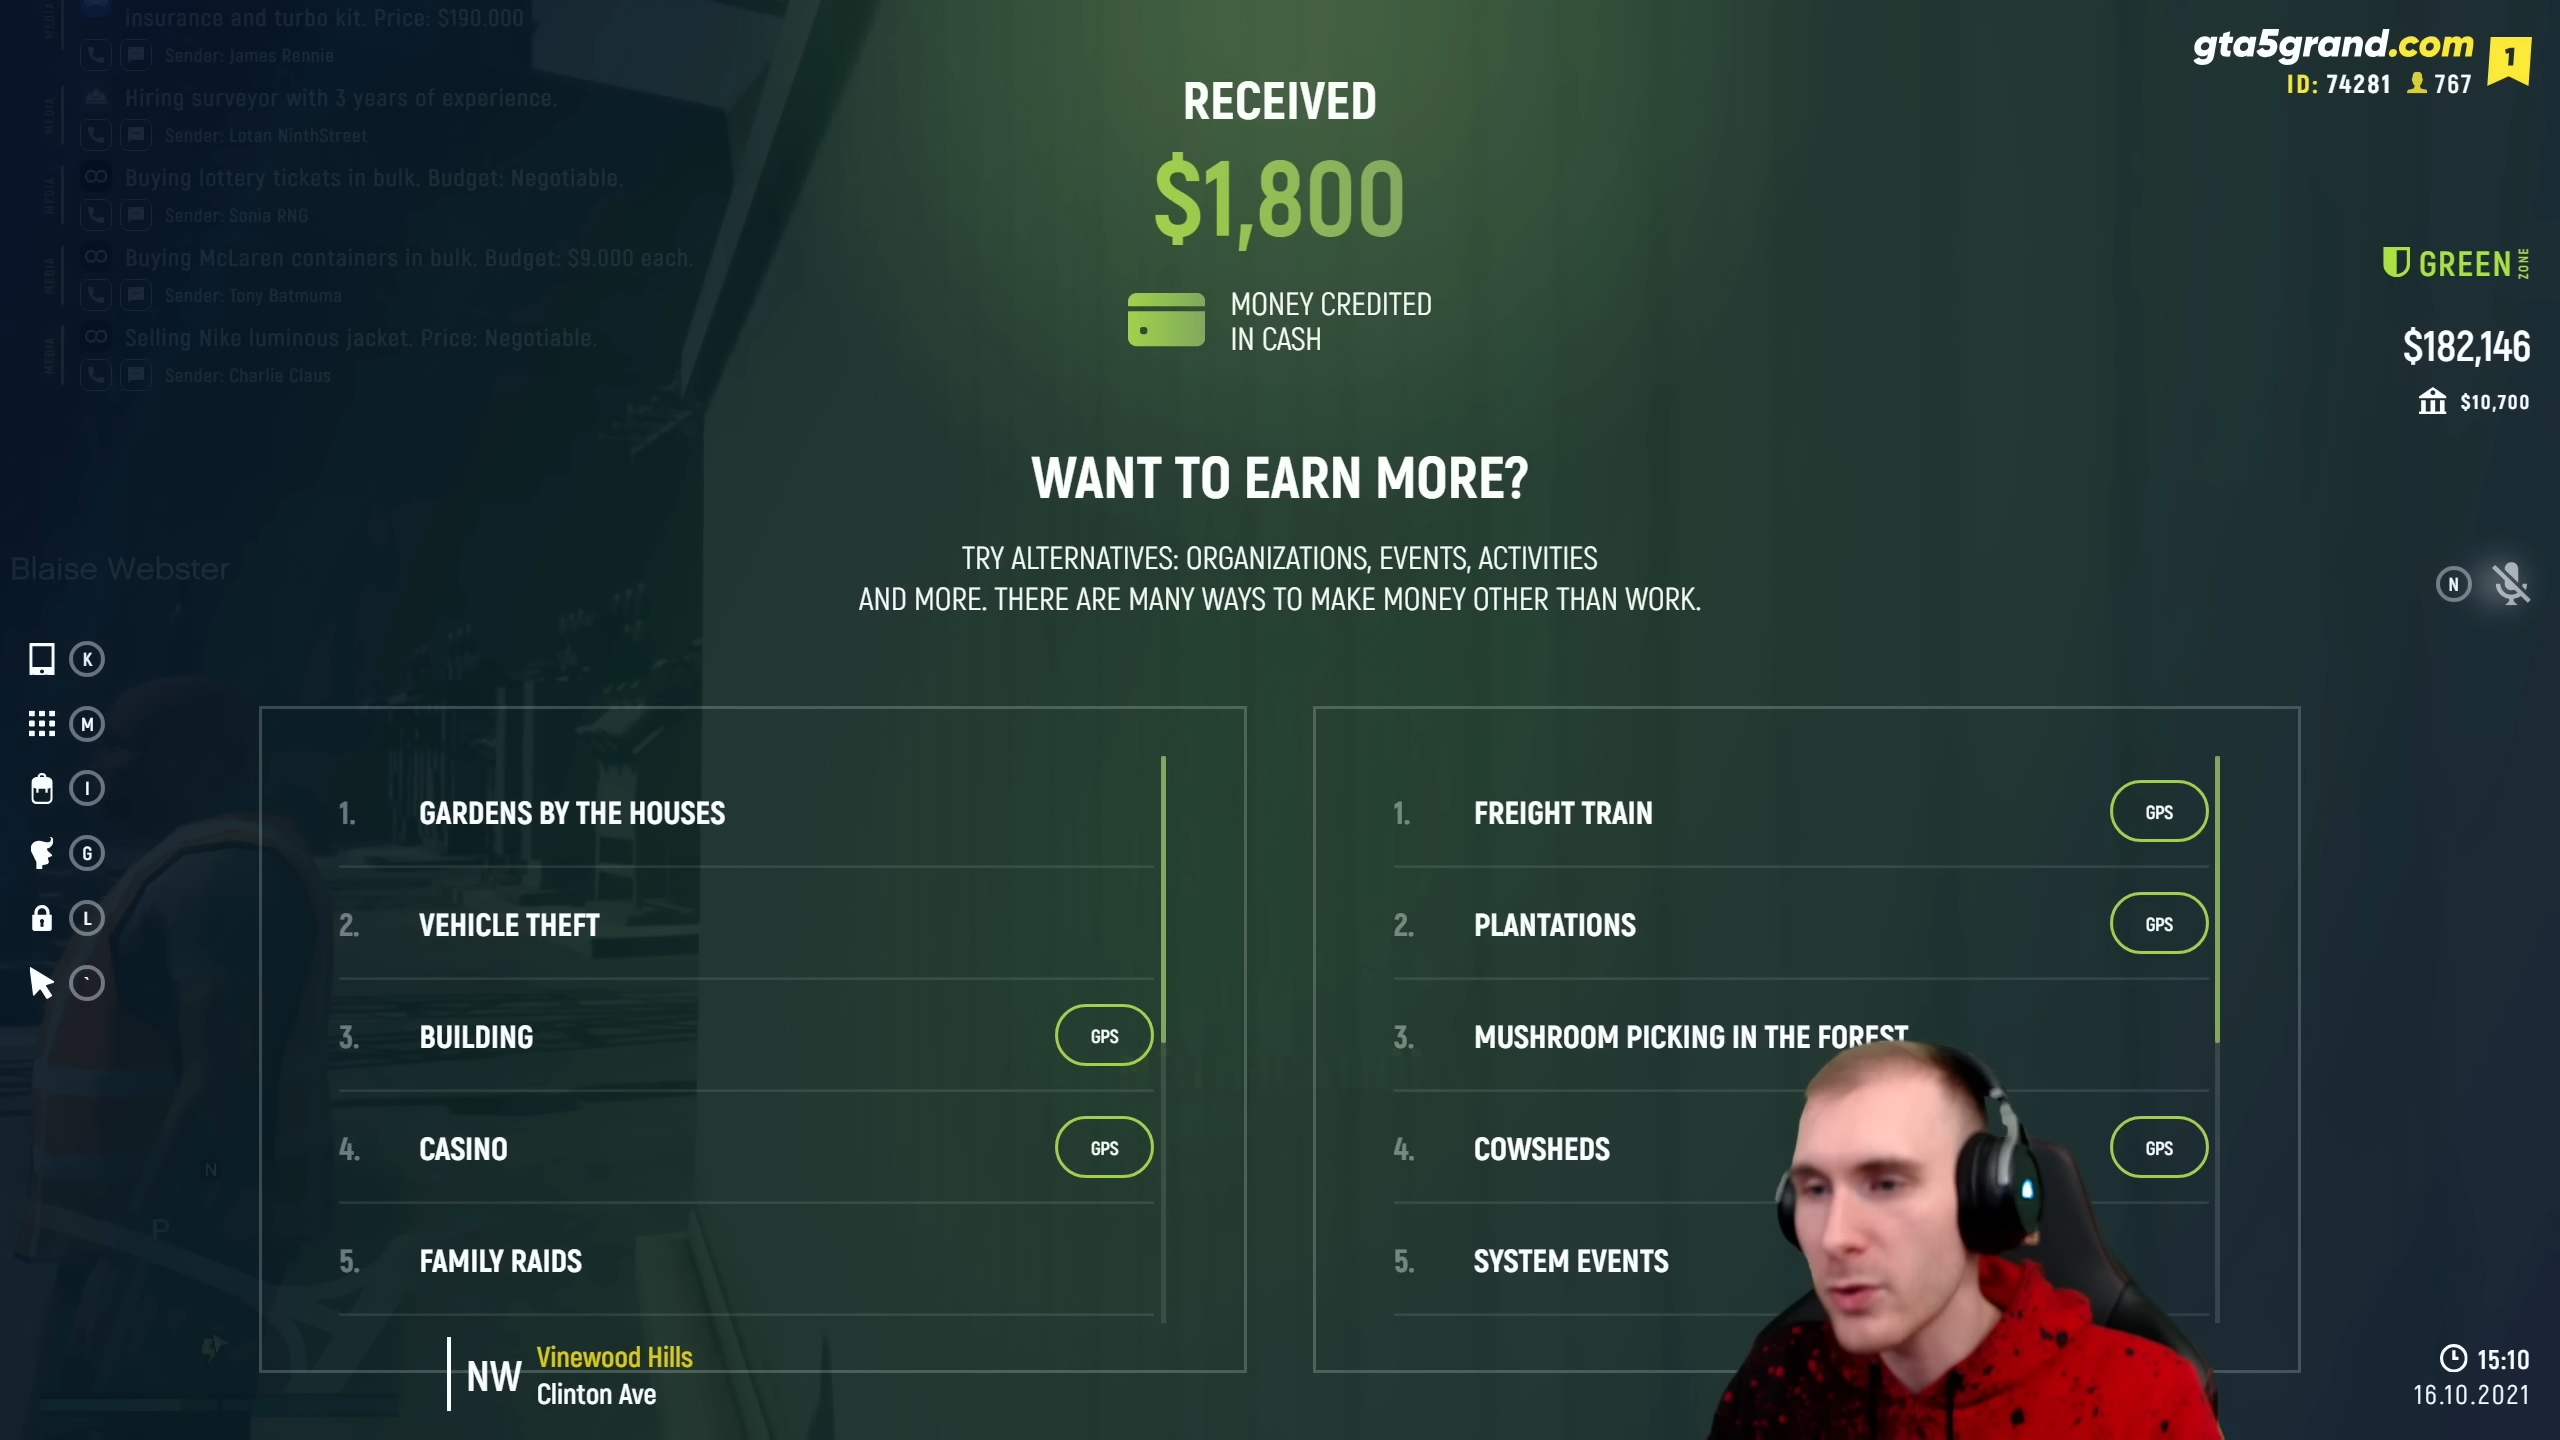 insurance and turbo kit. Price: $190.000
MEDIA
Sender: James Rennie
Hiring surveyor with 3 years of experience.
MEDIA
Sender: Lotan NinthStreet
Buying lottery tickets in bulk. Budget: Negotiable.
MEDIA
Sender: Sonia RNG
Buying McLaren containers in bulk. Budget: $9.000 each.
MEDIA
Sender: Tony Batmuma
Selling Nike luminous jacket. Price: Negotiable.
MEDIA
Sender: Charlie Claus
gta5grand.com
1
ID: 74281 767
RECEIVED
$1,800
MONEY CREDITED
IN CASH
GREEN ZONE
$182,146
$10,700
WANT TO EARN MORE?
TRY ALTERNATIVES: ORGANIZATIONS, EVENTS, ACTIVITIES
AND MORE. THERE ARE MANY WAYS TO MAKE MONEY OTHER THAN WORK.
Blaise Webster
N
K
M
I
G
L
`
1. GARDENS BY THE HOUSES
2. VEHICLE THEFT
3. BUILDING GPS
4. CASINO GPS
5. FAMILY RAIDS
1. FREIGHT TRAIN GPS
2. PLANTATIONS GPS
3. MUSHROOM PICKING IN THE FOREST
4. COWSHEDS GPS
5. SYSTEM EVENTS
N
P
NW
Vinewood Hills
Clinton Ave
15:10
16.10.2021